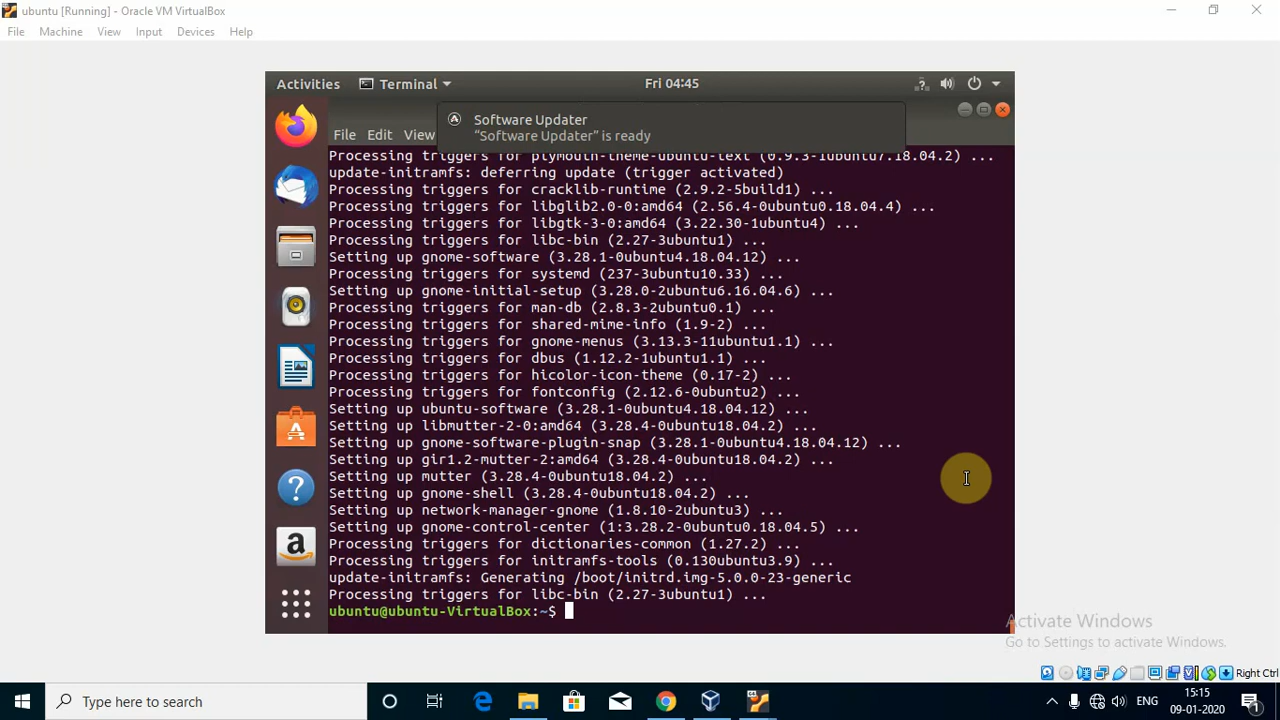 ubuntu [Running] - Oracle VM VirtualBox
File Machine View Input Devices Help
Activities Terminal Fri 04:45
Software Updater
“Software Updater” is ready
File Edit View
Processing triggers for plymouth-theme-ubuntu-text (0.9.3-1ubuntu7.18.04.2) ...
update-initramfs: deferring update (trigger activated)
Processing triggers for cracklib-runtime (2.9.2-5build1) ...
Processing triggers for libglib2.0-0:amd64 (2.56.4-0ubuntu0.18.04.4) ...
Processing triggers for libgtk-3-0:amd64 (3.22.30-1ubuntu4) ...
Processing triggers for libc-bin (2.27-3ubuntu1) ...
Setting up gnome-software (3.28.1-0ubuntu4.18.04.12) ...
Processing triggers for systemd (237-3ubuntu10.33) ...
Setting up gnome-initial-setup (3.28.0-2ubuntu6.16.04.6) ...
Processing triggers for man-db (2.8.3-2ubuntu0.1) ...
Processing triggers for shared-mime-info (1.9-2) ...
Processing triggers for gnome-menus (3.13.3-11ubuntu1.1) ...
Processing triggers for dbus (1.12.2-1ubuntu1.1) ...
Processing triggers for hicolor-icon-theme (0.17-2) ...
Processing triggers for fontconfig (2.12.6-0ubuntu2) ...
Setting up ubuntu-software (3.28.1-0ubuntu4.18.04.12) ...
Setting up libmutter-2-0:amd64 (3.28.4-0ubuntu18.04.2) ...
Setting up gnome-software-plugin-snap (3.28.1-0ubuntu4.18.04.12) ...
Setting up gir1.2-mutter-2:amd64 (3.28.4-0ubuntu18.04.2) ...
Setting up mutter (3.28.4-0ubuntu18.04.2) ...
Setting up gnome-shell (3.28.4-0ubuntu18.04.2) ...
Setting up network-manager-gnome (1.8.10-2ubuntu3) ...
Setting up gnome-control-center (1:3.28.2-0ubuntu0.18.04.5) ...
Processing triggers for dictionaries-common (1.27.2) ...
Processing triggers for initramfs-tools (0.130ubuntu3.9) ...
update-initramfs: Generating /boot/initrd.img-5.0.0-23-generic
Processing triggers for libc-bin (2.27-3ubuntu1) ...
ubuntu@ubuntu-VirtualBox:~$
Activate Windows
Go to Settings to activate Windows.
Right Ctrl
Type here to search
ENG
15:15
09-01-2020
1